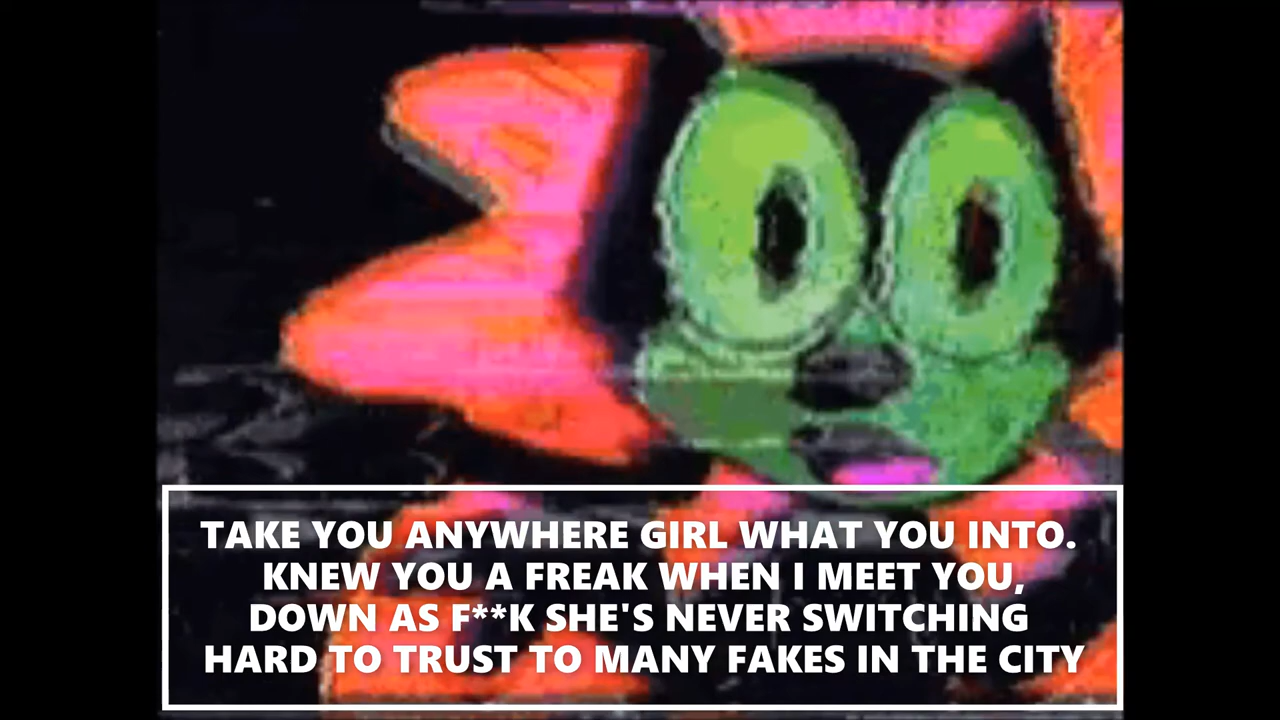 TAKE YOU ANYWHERE GIRL WHAT YOU INTO.
KNEW YOU A FREAK WHEN I MEET YOU,
DOWN AS F**K SHE'S NEVER SWITCHING
HARD TO TRUST TO MANY FAKES IN THE CITY